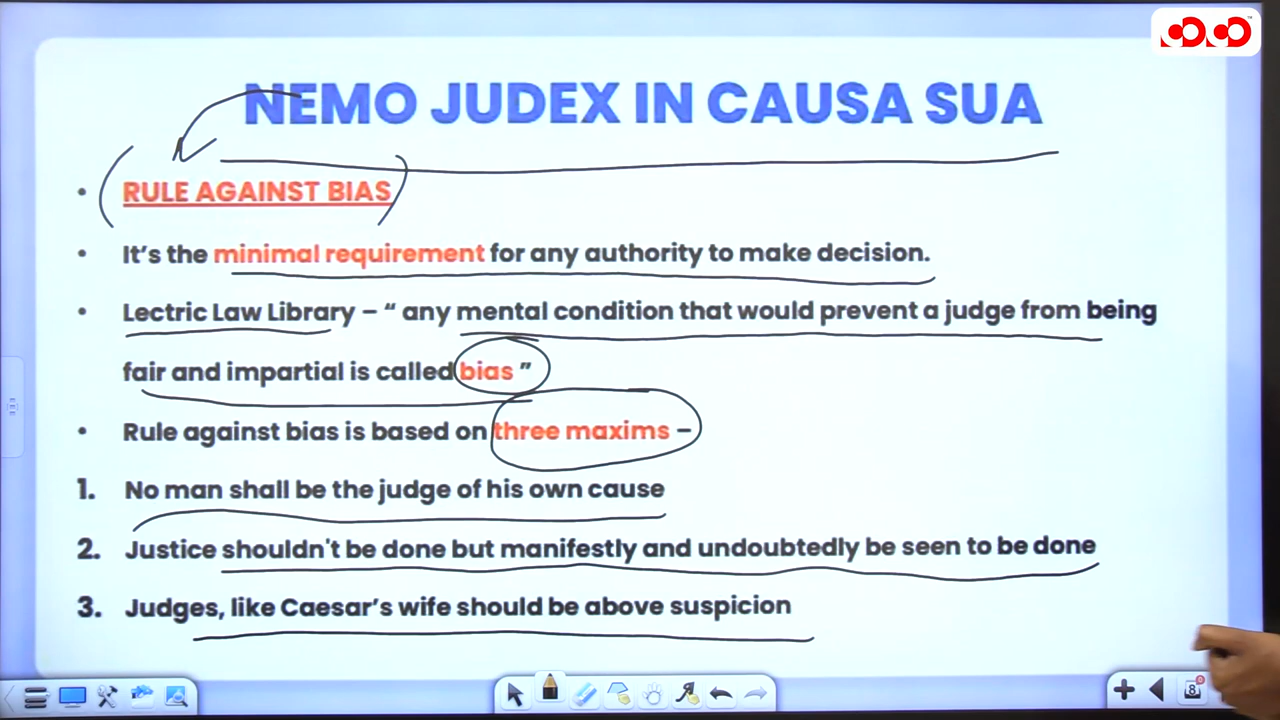 NEMO JUDEX IN CAUSA SUA
• RULE AGAINST BIAS
• It's the minimal requirement for any authority to make decision.
• Lectric Law Library – “ any mental condition that would prevent a judge from being
fair and impartial is called bias ”
• Rule against bias is based on three maxims –
1. No man shall be the judge of his own cause
2. Justice shouldn't be done but manifestly and undoubtedly be seen to be done
3. Judges, like Caesar's wife should be above suspicion